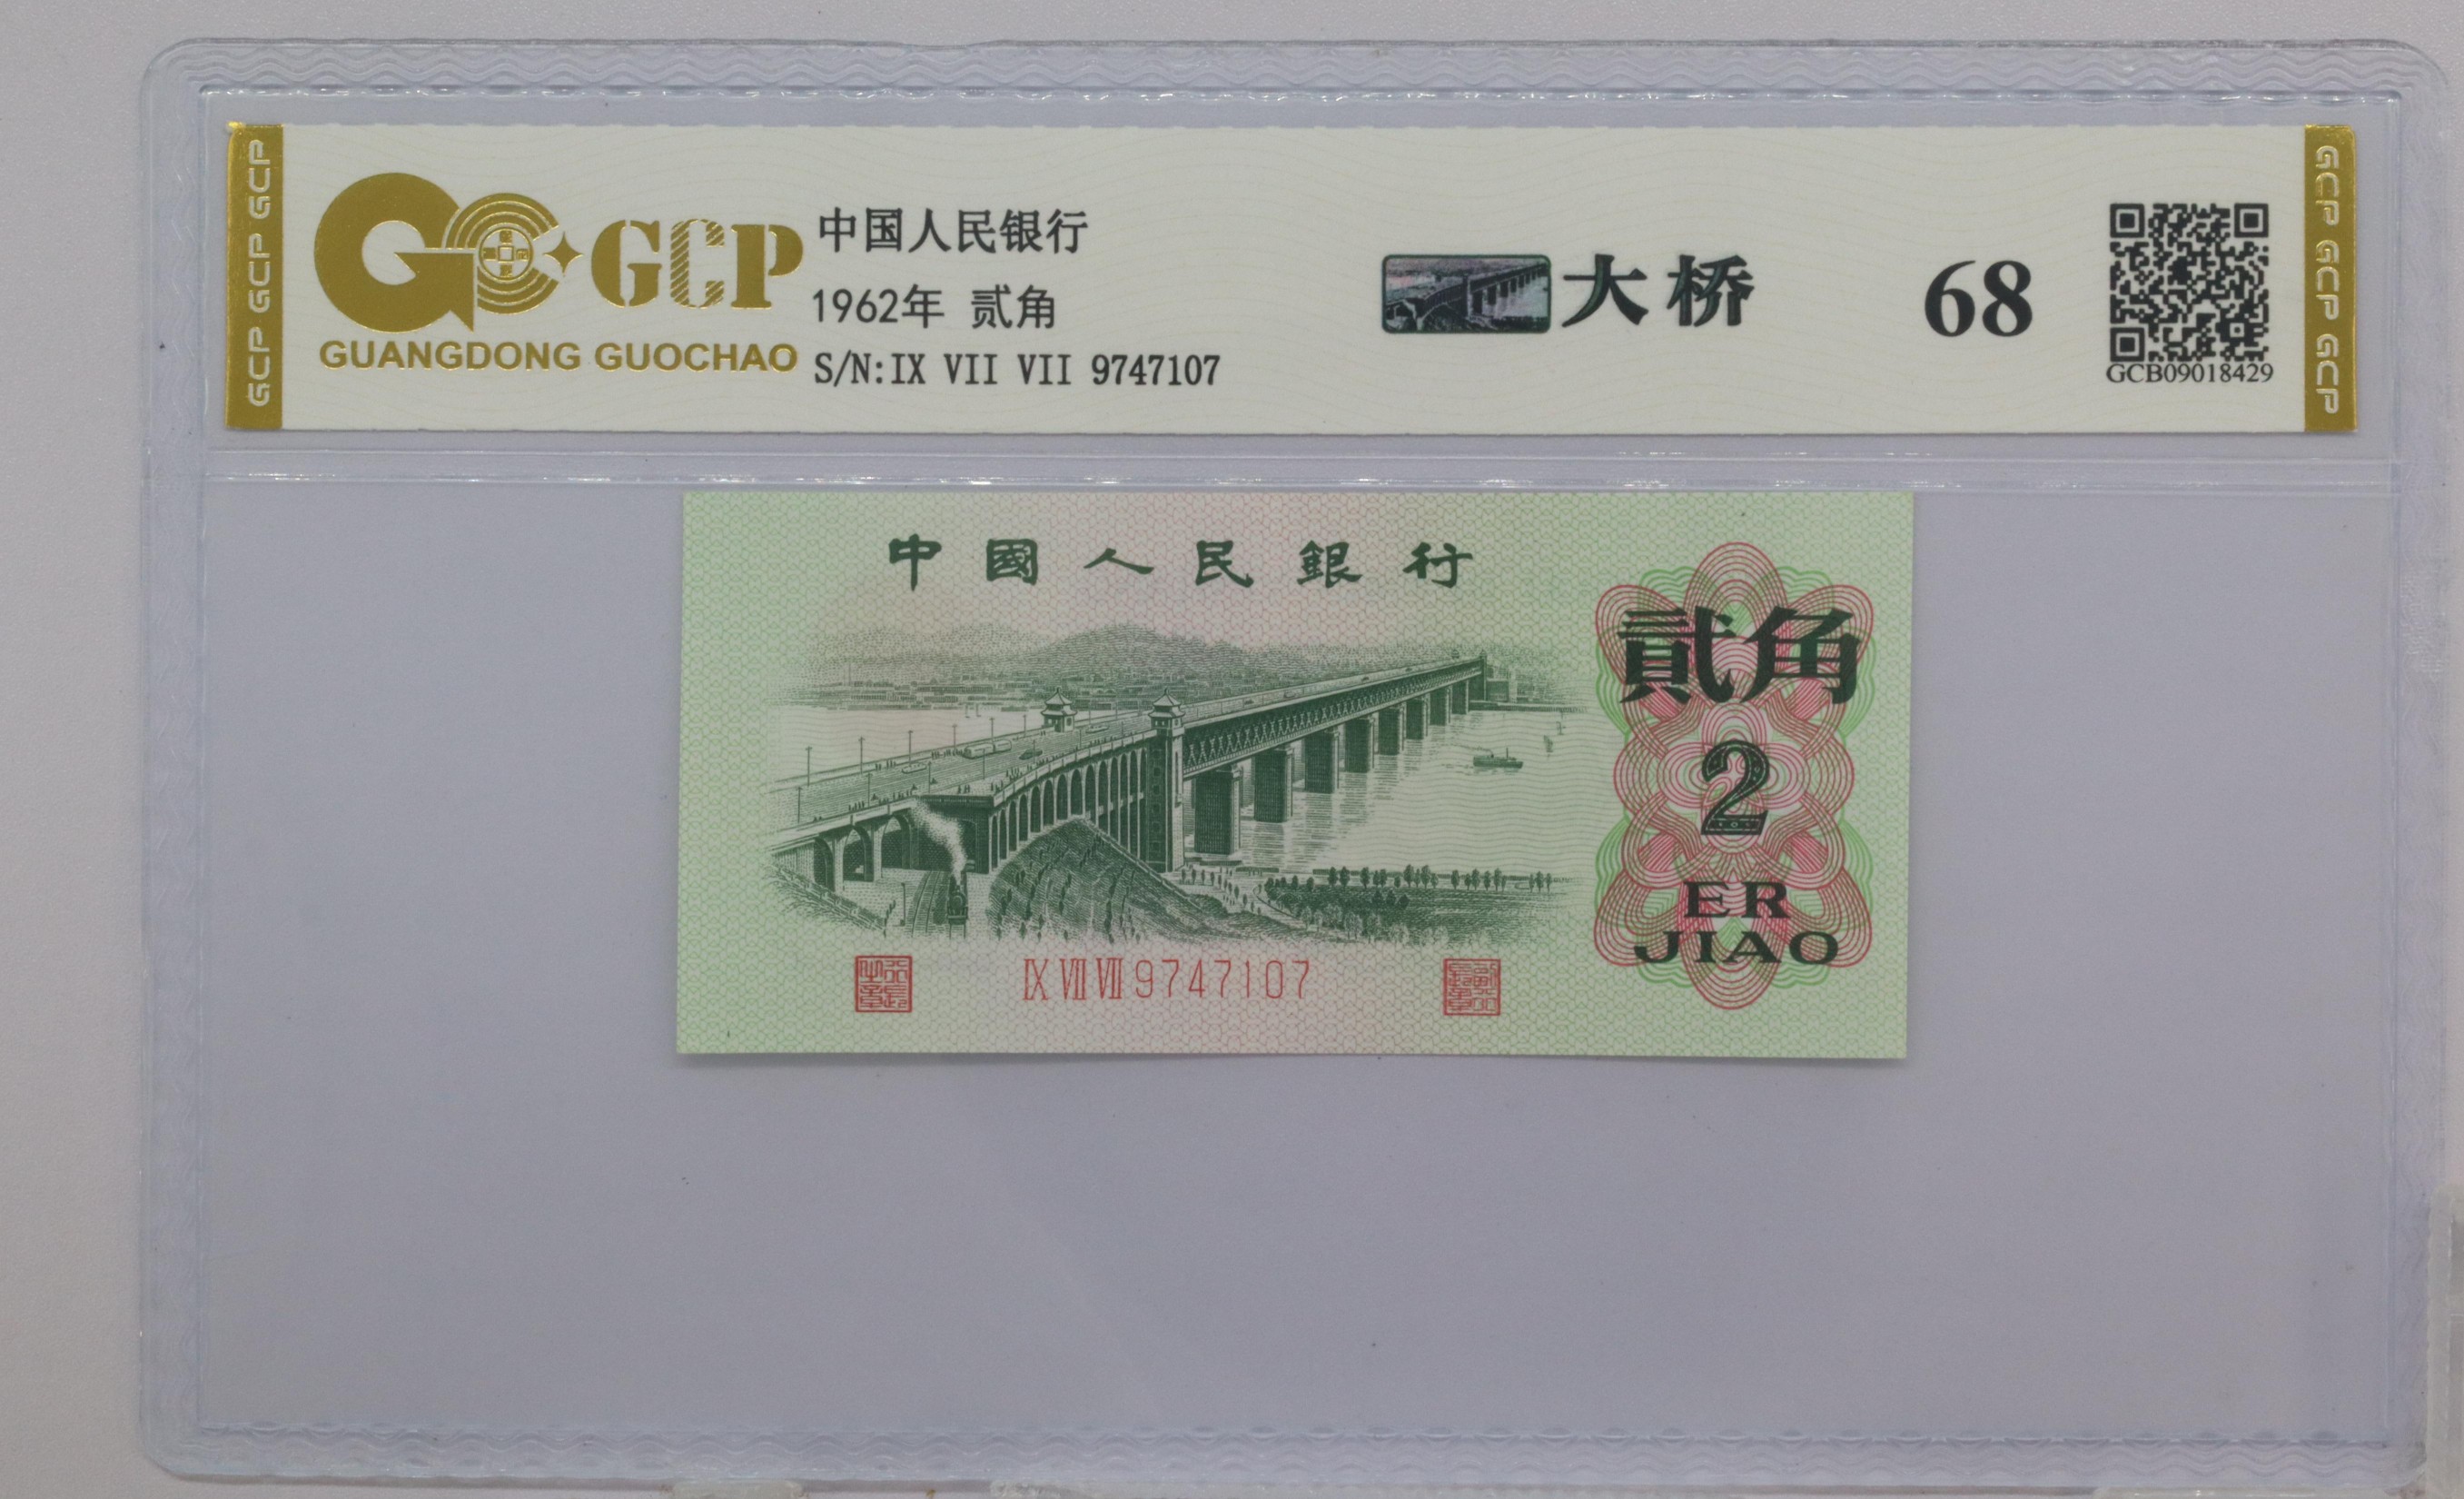 GCP GCP GCP
GCP
GUANGDONG GUOCHAO
中国人民银行
1962年 贰角
S/N:IX VII VII 9747107
大桥
68
GCB09018429
GCP GCP GCP
中國人民銀行
貳角
2
ER
JIAO
IX VII VII 9747107